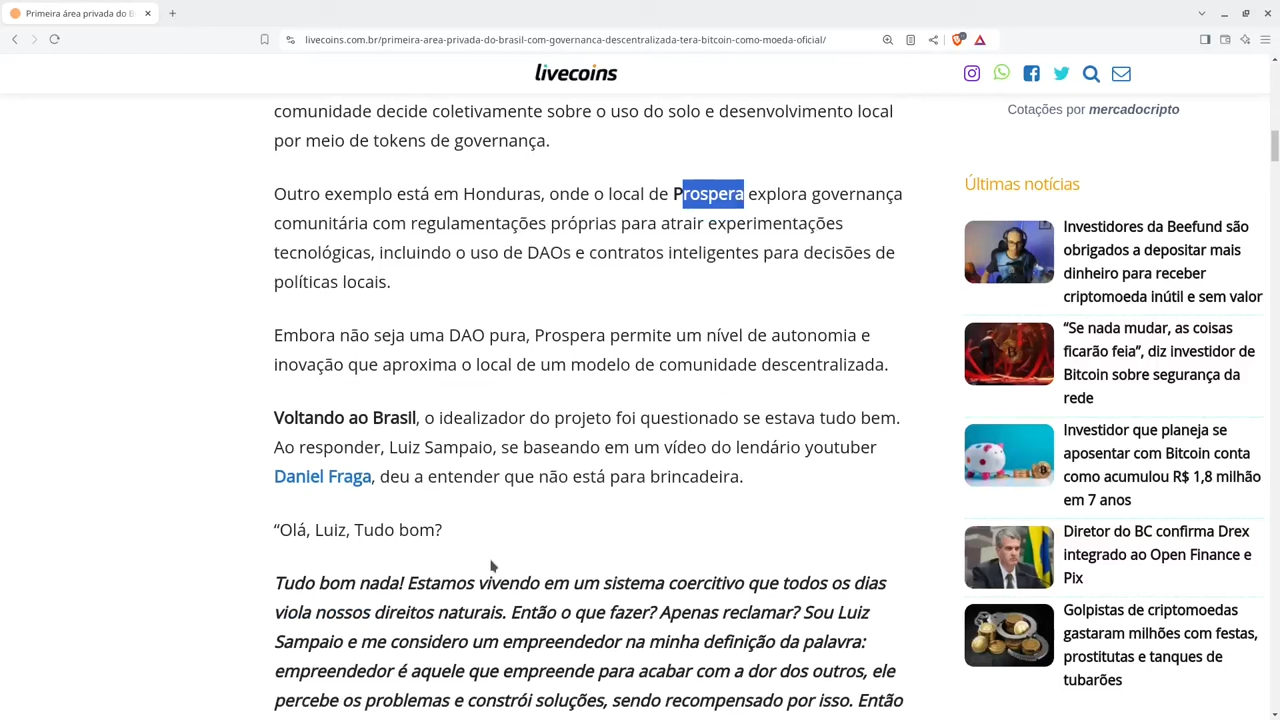 Primeira área privada do B
livecoins.com.br/primeira-area-privada-do-brasil-com-governanca-descentralizada-tera-bitcoin-como-moeda-oficial/
livecoins
comunidade decide coletivamente sobre o uso do solo e desenvolvimento local
por meio de tokens de governança.
Outro exemplo está em Honduras, onde o local de Prospera explora governança
comunitária com regulamentações próprias para atrair experimentações
tecnológicas, incluindo o uso de DAOs e contratos inteligentes para decisões de
políticas locais.
Embora não seja uma DAO pura, Prospera permite um nível de autonomia e
inovação que aproxima o local de um modelo de comunidade descentralizada.
Voltando ao Brasil, o idealizador do projeto foi questionado se estava tudo bem.
Ao responder, Luiz Sampaio, se baseando em um vídeo do lendário youtuber
Daniel Fraga, deu a entender que não está para brincadeira.
“Olá, Luiz, Tudo bom?
Tudo bom nada! Estamos vivendo em um sistema coercitivo que todos os dias
viola nossos direitos naturais. Então o que fazer? Apenas reclamar? Sou Luiz
Sampaio e me considero um empreendedor na minha definição da palavra:
empreendedor é aquele que empreende para acabar com a dor dos outros, ele
percebe os problemas e constrói soluções, sendo recompensado por isso. Então
Cotações por mercadocripto
Últimas notícias
Investidores da Beefund são
obrigados a depositar mais
dinheiro para receber
criptomoeda inútil e sem valor
“Se nada mudar, as coisas
ficarão feia”, diz investidor de
Bitcoin sobre segurança da
rede
Investidor que planeja se
aposentar com Bitcoin conta
como acumulou R$ 1,8 milhão
em 7 anos
Diretor do BC confirma Drex
integrado ao Open Finance e
Pix
Golpistas de criptomoedas
gastaram milhões com festas,
prostitutas e tanques de
tubarões